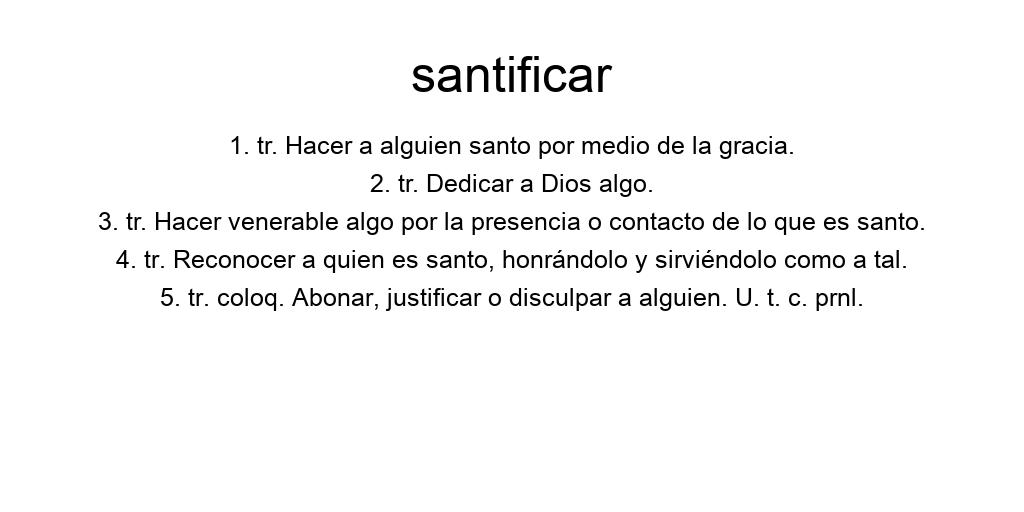 santificar
1. tr. Hacer a alguien santo por medio de la gracia.
2. tr. Dedicar a Dios algo.
3. tr. Hacer venerable algo por la presencia o contacto de lo que es santo.
4. tr. Reconocer a quien es santo, honrándolo y sirviéndolo como a tal.
5. tr. coloq. Abonar, justificar o disculpar a alguien. U. t. c. prnl.